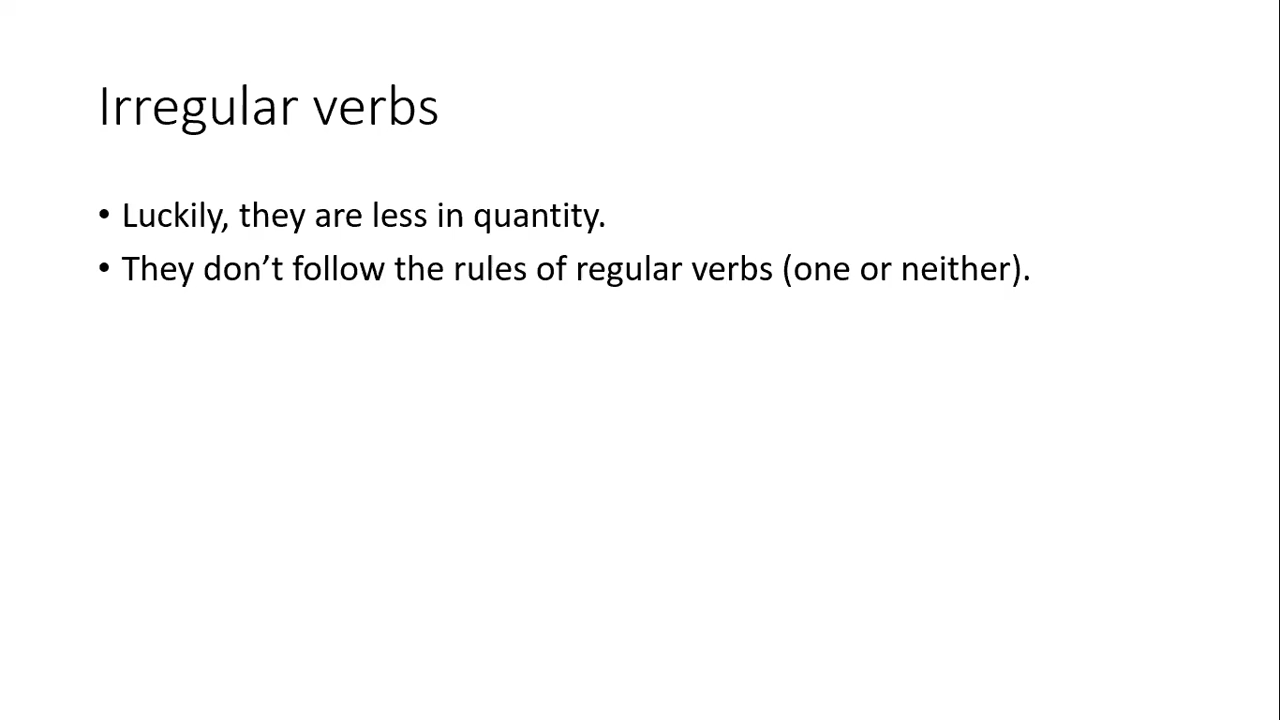 Irregular verbs
• Luckily, they are less in quantity.
• They don’t follow the rules of regular verbs (one or neither).